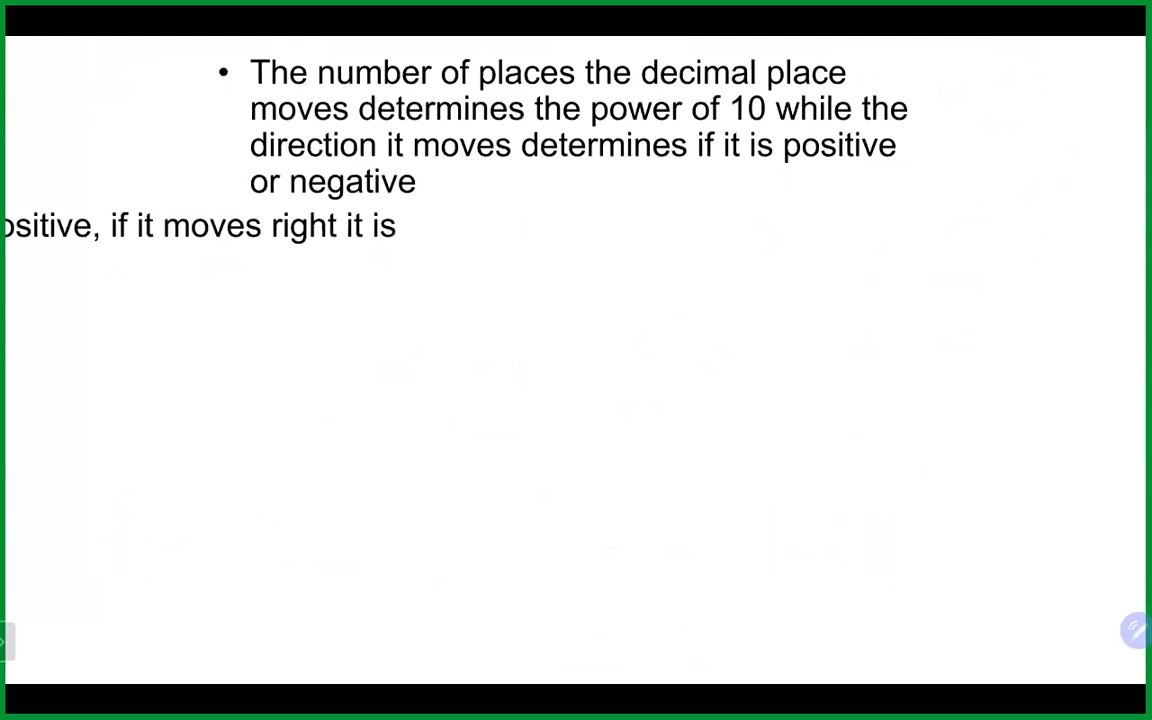 • The number of places the decimal place
moves determines the power of 10 while the
direction it moves determines if it is positive
or negative
ositive, if it moves right it is